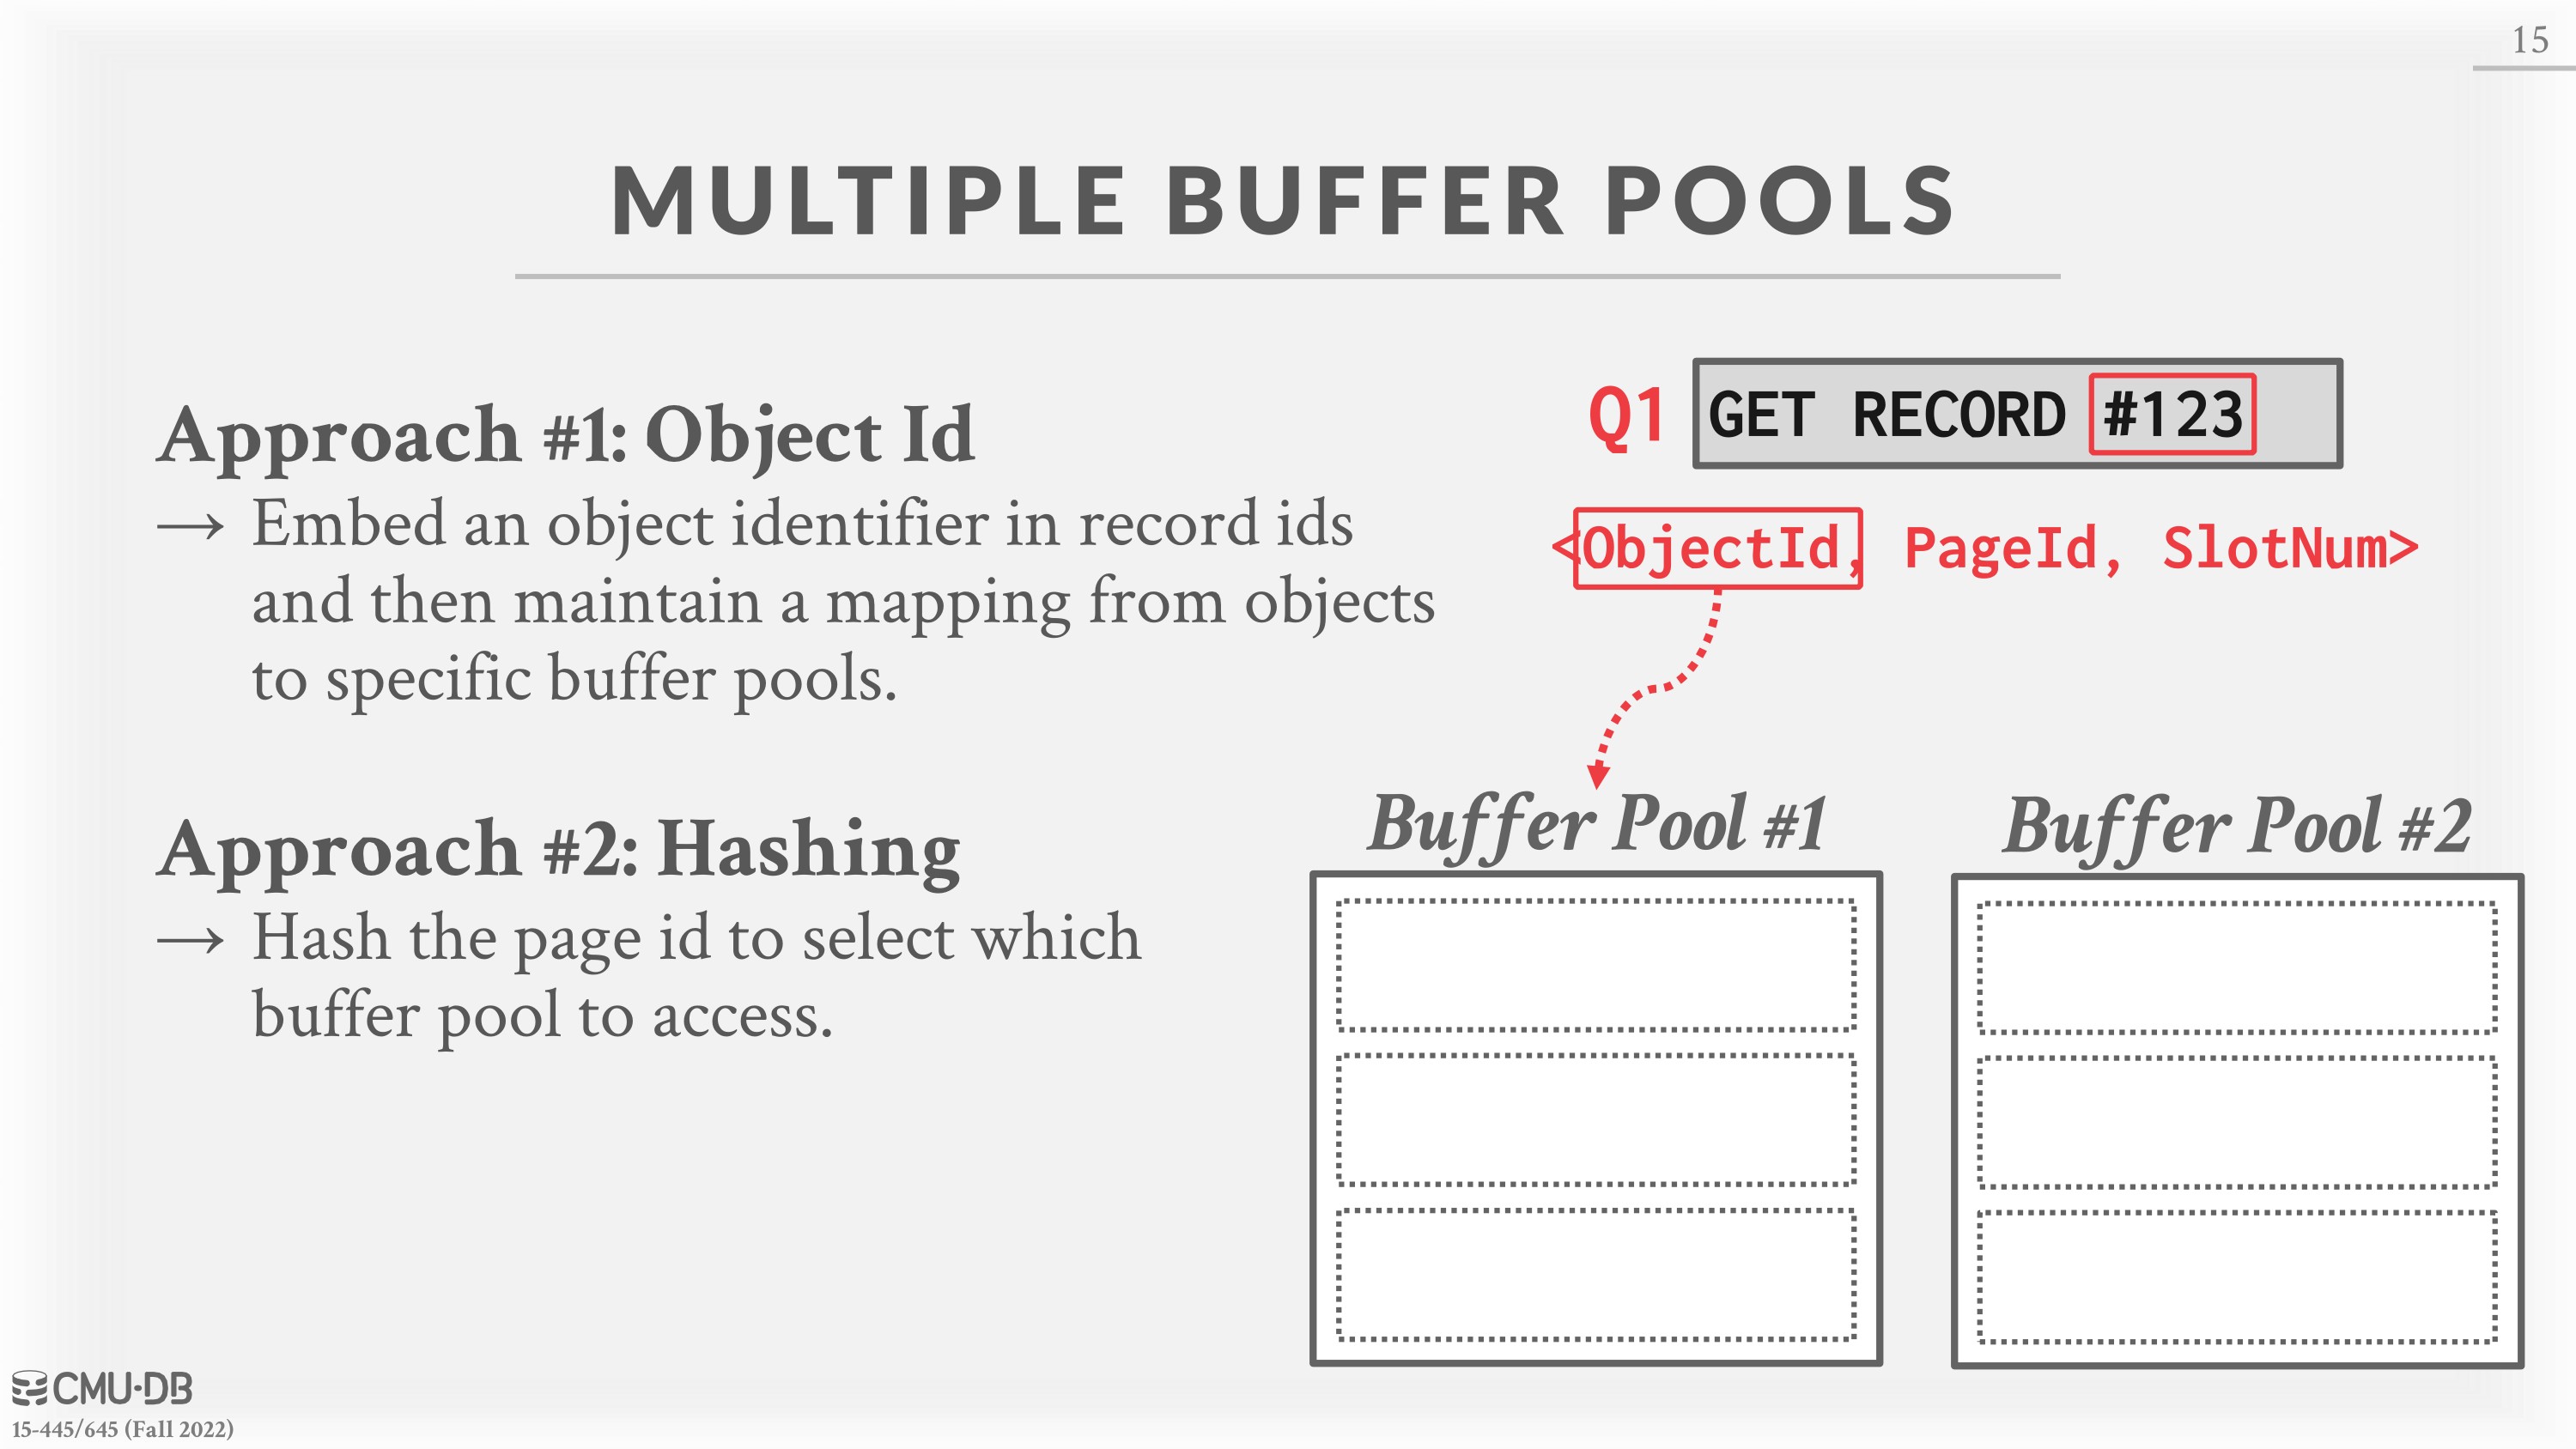 15
MULTIPLE BUFFER POOLS
Approach #1: Object Id
→ Embed an object identifier in record ids
and then maintain a mapping from objects
to specific buffer pools.
Approach #2: Hashing
→ Hash the page id to select which
buffer pool to access.
Q1 GET RECORD #123
<ObjectId, PageId, SlotNum>
Buffer Pool #1
Buffer Pool #2
CMU·DB
15-445/645 (Fall 2022)